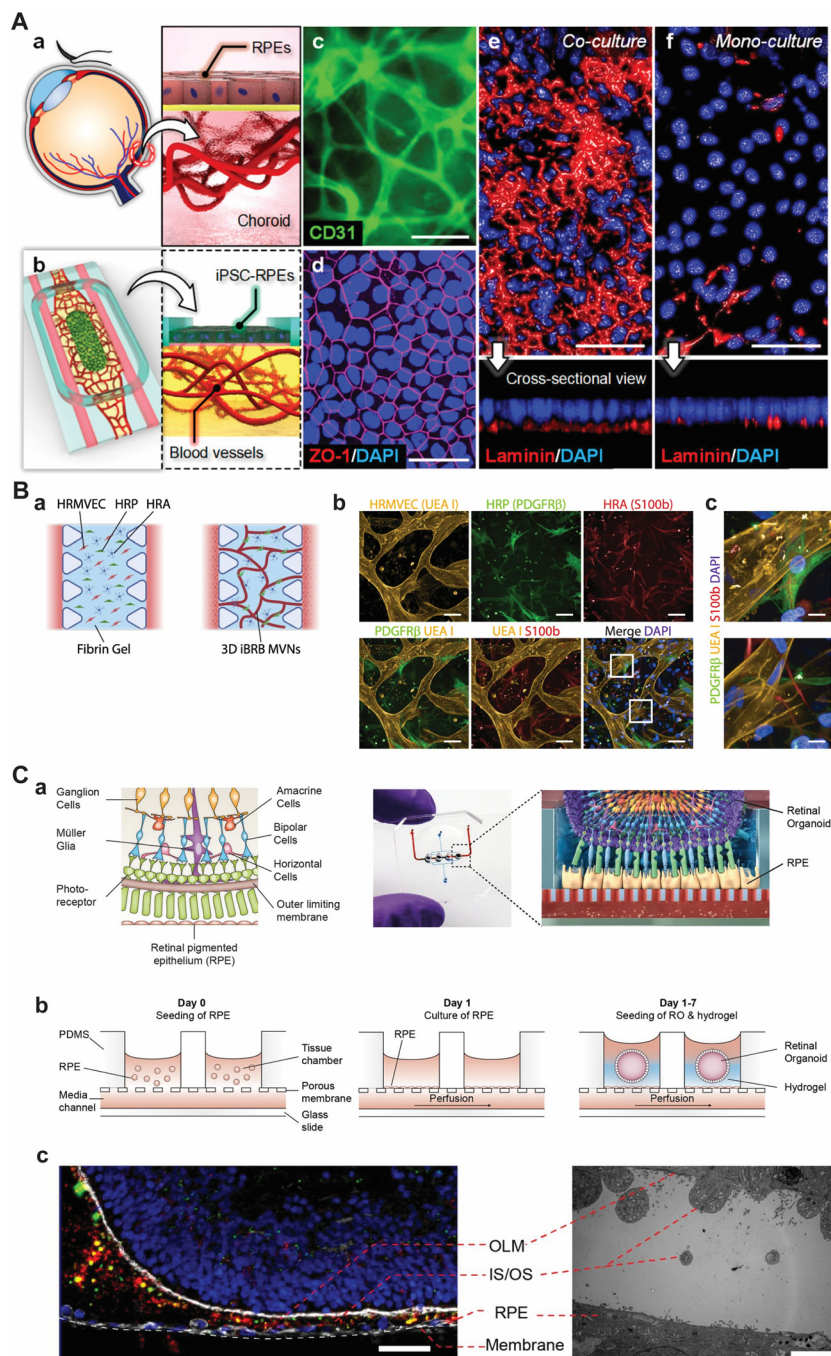 A
a
RPEs
Choroid
c
CD31
e
Co-culture
f
Mono-culture
b
iPSC-RPEs
Blood vessels
d
ZO-1/DAPI
Cross-sectional view
Laminin/DAPI
Laminin/DAPI
B
a
HRMVEC
HRP
HRA
Fibrin Gel
3D iBRB MVNs
b
HRMVEC (UEA I)
HRP (PDGFRβ)
HRA (S100b)
PDGFRβ UEA I
UEA I S100b
Merge DAPI
c
PDGFRβ UEA I S100b DAPI
C
a
Ganglion
Cells
Müller
Glia
Photo-
receptor
Amacrine
Cells
Bipolar
Cells
Horizontal
Cells
Outer limiting
membrane
Retinal pigmented
epithelium (RPE)
Retinal
Organoid
RPE
b
Day 0
Seeding of RPE
PDMS
RPE
Media
channel
Tissue
chamber
Porous
membrane
Glass
slide
Day 1
Culture of RPE
RPE
Perfusion
Day 1-7
Seeding of RO & hydrogel
Retinal
Organoid
Hydrogel
Perfusion
c
OLM
IS/OS
RPE
Membrane